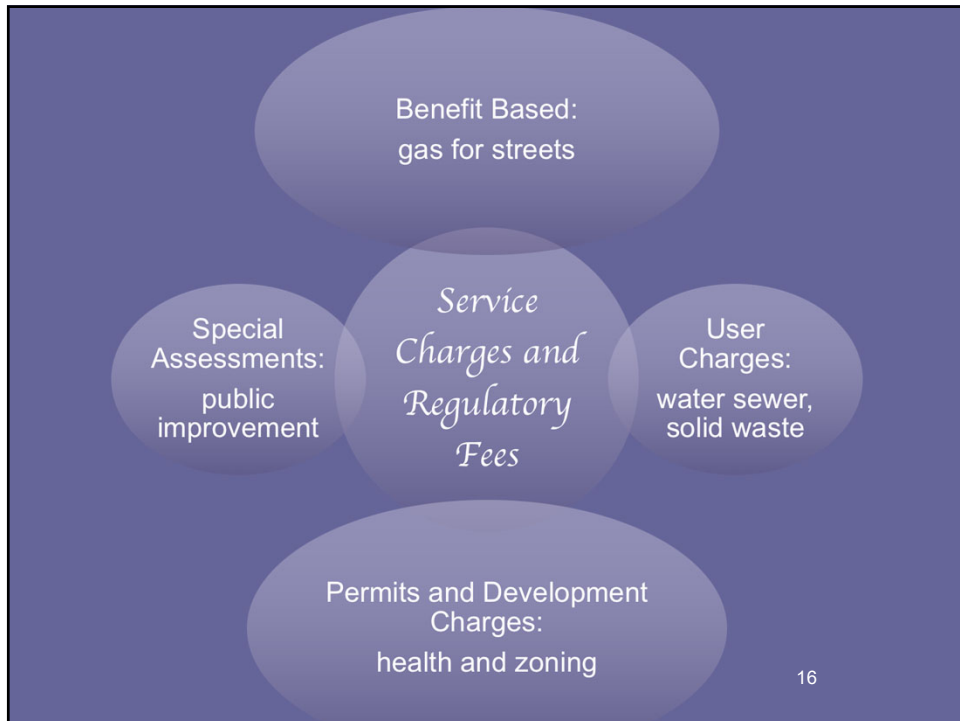 Benefit Based:
gas for streets
Special
Assessments:
public
improvement
Service
Charges and
Regulatory
Fees
User
Charges:
water sewer,
solid waste
Permits and Development
Charges:
health and zoning
16